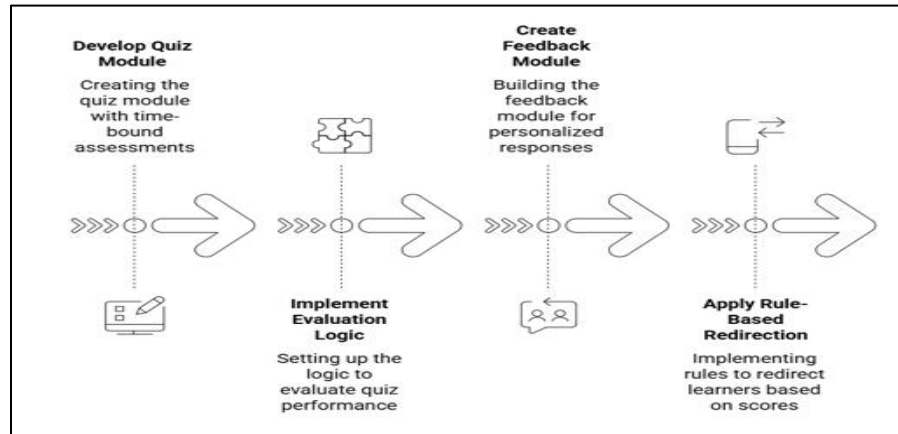 Develop Quiz
Module
Creating the
quiz module
with time-
bound
assessments
Implement
Evaluation
Logic
Setting up the
logic to
evaluate quiz
performance
Create
Feedback
Module
Building the
feedback
module for
personalized
responses
Apply Rule-
Based
Redirection
Implementing
rules to redirect
learners based
on scores